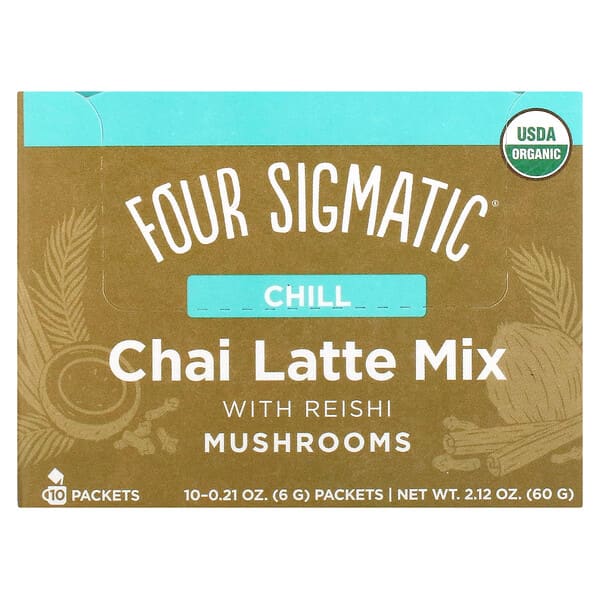 USDA
ORGANIC
FOUR SIGMATIC®
CHILL
Chai Latte Mix
WITH REISHI
MUSHROOMS
10 PACKETS
10-0.21 OZ. (6 G) PACKETS | NET WT. 2.12 OZ. (60 G)